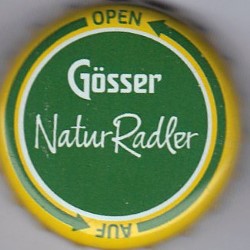 OPEN
Gösser
NaturRadler
AUF